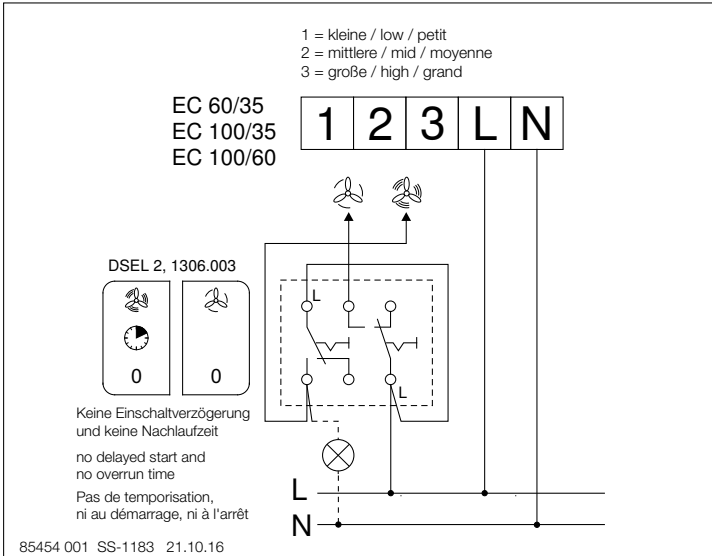 1 = kleine / low / petit
2 = mittlere / mid / moyenne
3 = große / high / grand
EC 60/35
EC 100/35
EC 100/60
1 2 3 L N
DSEL 2, 1306.003
L
0 0
L
Keine Einschaltverzögerung
und keine Nachlaufzeit
no delayed start and
no overrun time
Pas de temporisation,
ni au démarrage, ni à l'arrêt
L
N
85454 001 SS-1183 21.10.16